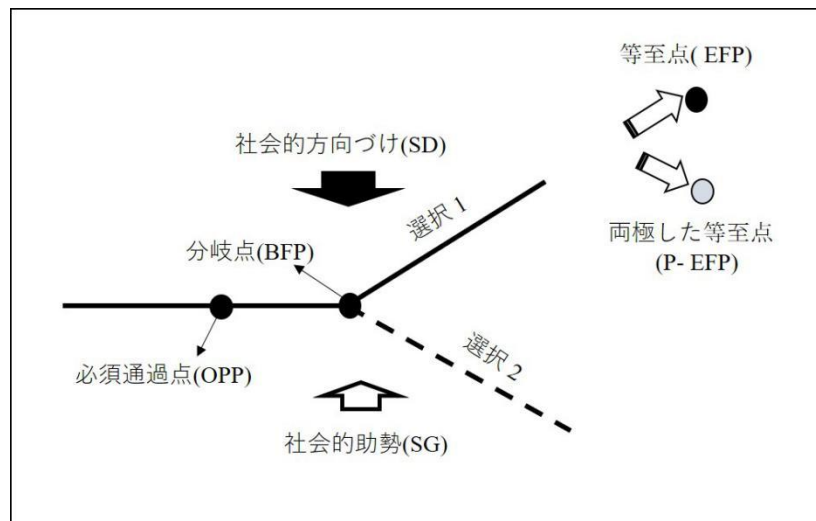 等至点( EFP)
社会的方向づけ(SD)
選択 1
分岐点(BFP)
両極した等至点
(P- EFP)
必須通過点(OPP)
選択 2
社会的助勢(SG)